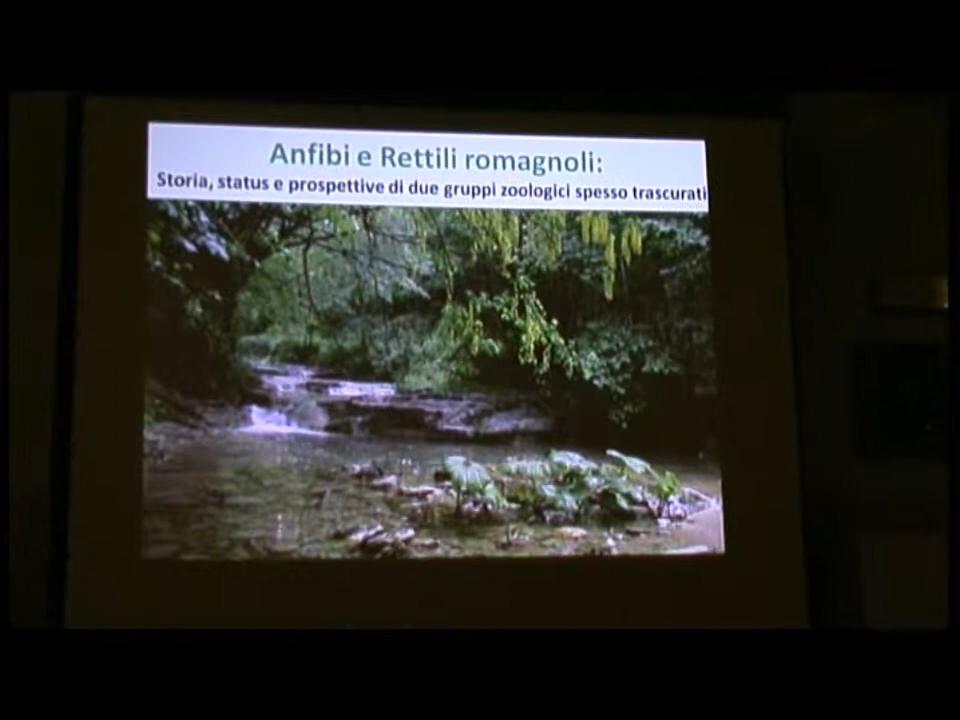 Anfibi e Rettili romagnoli:
Storia, status e prospettive di due gruppi zoologici spesso trascurati